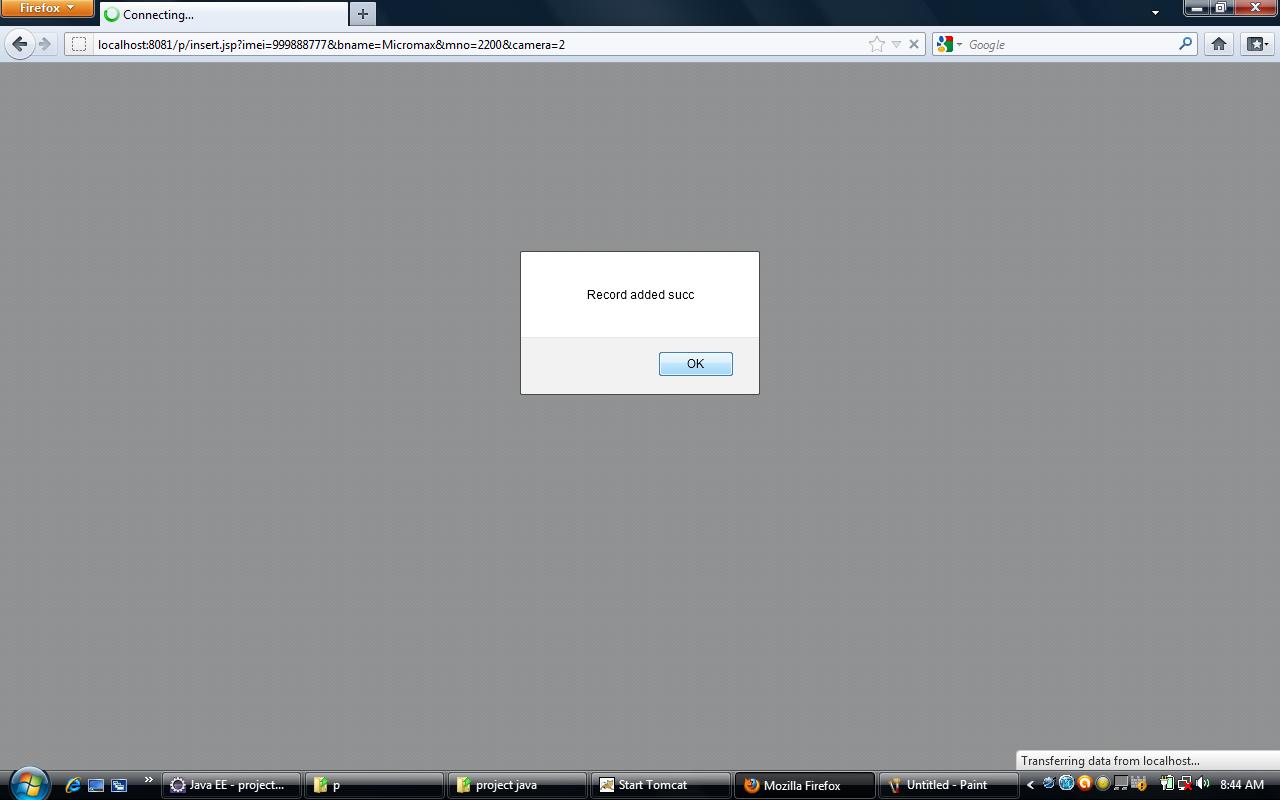 Firefox
Connecting...
localhost:8081/p/insert.jsp?imei=999888777&bname=Micromax&mno=2200&camera=2
Google
Record added succ
OK
Transferring data from localhost...
Java EE - project...
p
project java
Start Tomcat
Mozilla Firefox
Untitled - Paint
8:44 AM